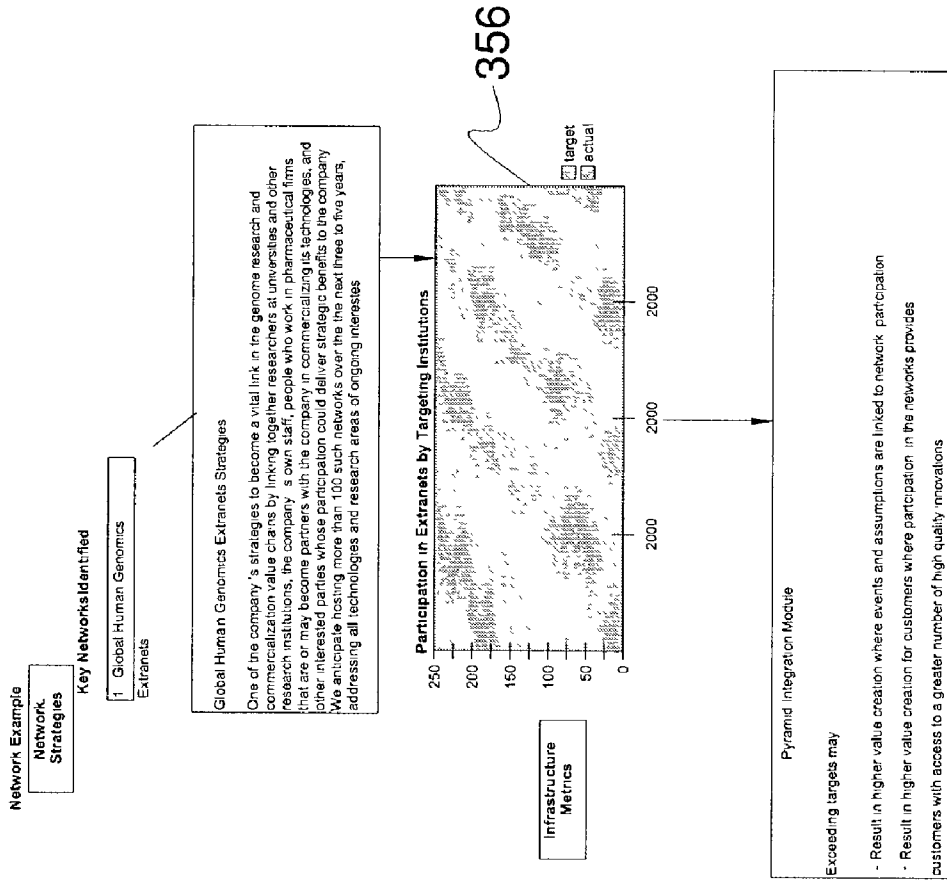 Network Example
Network
Strategies
Key NetworksIdentified
1 Global Human Genomics
Extranets
Global Human Genomics Extranets Strategies
One of the company's strategies to become a vital link in the genome research and
commercialization value chains by linking together researchers at universities and other
research institutions, the company s own staff, people who work in pharmaceutical firms
that are or may become partners with the company in commercializing its technologies, and
other interested parties whose participation could deliver strategic benefits to the company
We anticipate hosting more than 100 such networks over the the next three to five years,
addressing all technologies and research areas of ongoing interestes
Infrastructure
Metrics
Participation in Extranets by Targeting Institutions
250
200
150
100
50
0
2000
2000
2000
target
actual
356
Pyramid Integration Module
Exceeding targets may
- Result in higher value creation where events and assumptions are linked to network participation
- Result in higher value creation for customers where participation in the networks provides
customers with access to a greater number of high quality innovations